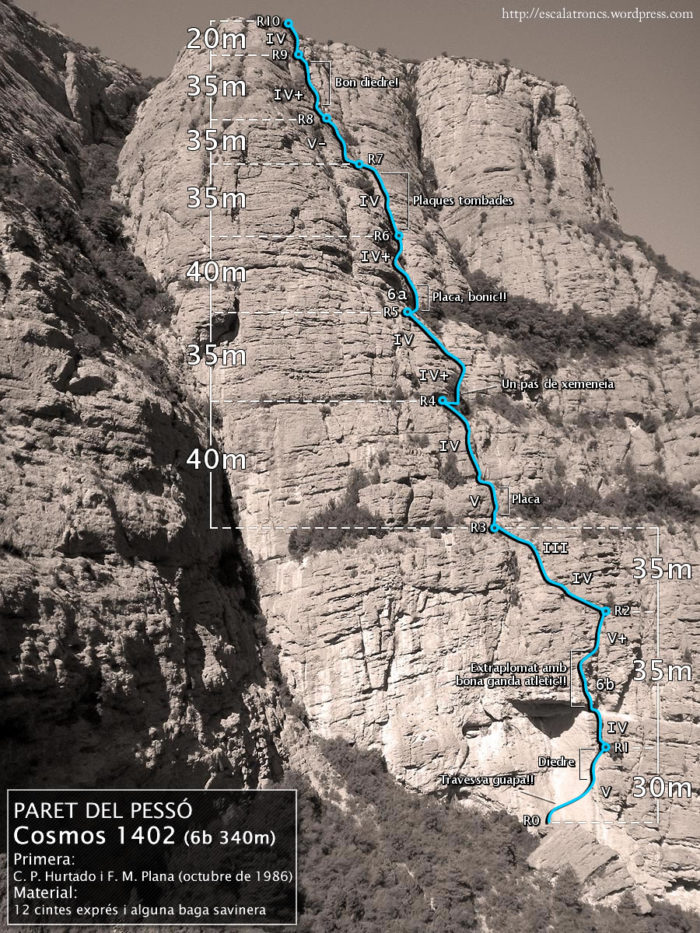 http://escalatroncs.wordpress.com
R10
20m
IV
R9
35m
Bon diedre!
IV+
R8
35m
V-
R7
35m
IV
Plaques tombades
R6
IV+
40m
6a
Placa, bonic!!
R5
IV
35m
IV+
Un pas de xemeneia
R4
IV
40m
V
Placa
R3
III
35m
IV
R2
V+
Extraplomat amb
bona ganda atlètic!!
35m
6b
IV
R1
Diedre
Travessa guapa!!
V
30m
R0
PARET DEL PESSÓ
Cosmos 1402 (6b 340m)
Primera:
C. P. Hurtado i F. M. Plana (octubre de 1986)
Material:
12 cintes exprés i alguna baga savinera